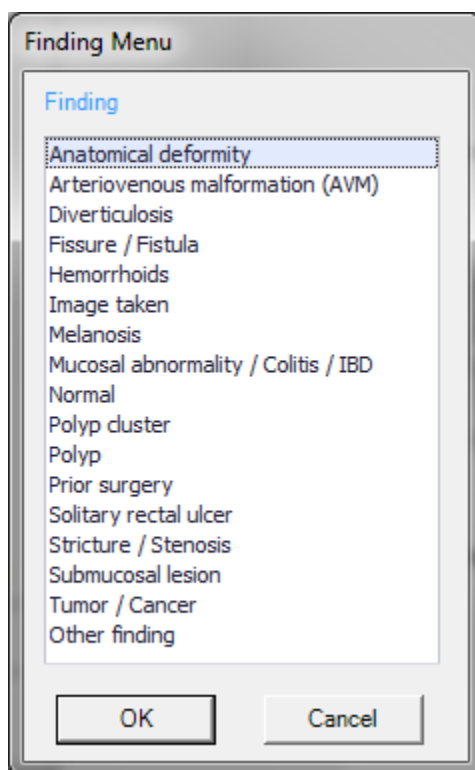 Finding Menu
Finding
Anatomical deformity
Arteriovenous malformation (AVM)
Diverticulosis
Fissure / Fistula
Hemorrhoids
Image taken
Melanosis
Mucosal abnormality / Colitis / IBD
Normal
Polyp cluster
Polyp
Prior surgery
Solitary rectal ulcer
Stricture / Stenosis
Submucosal lesion
Tumor / Cancer
Other finding
OK Cancel